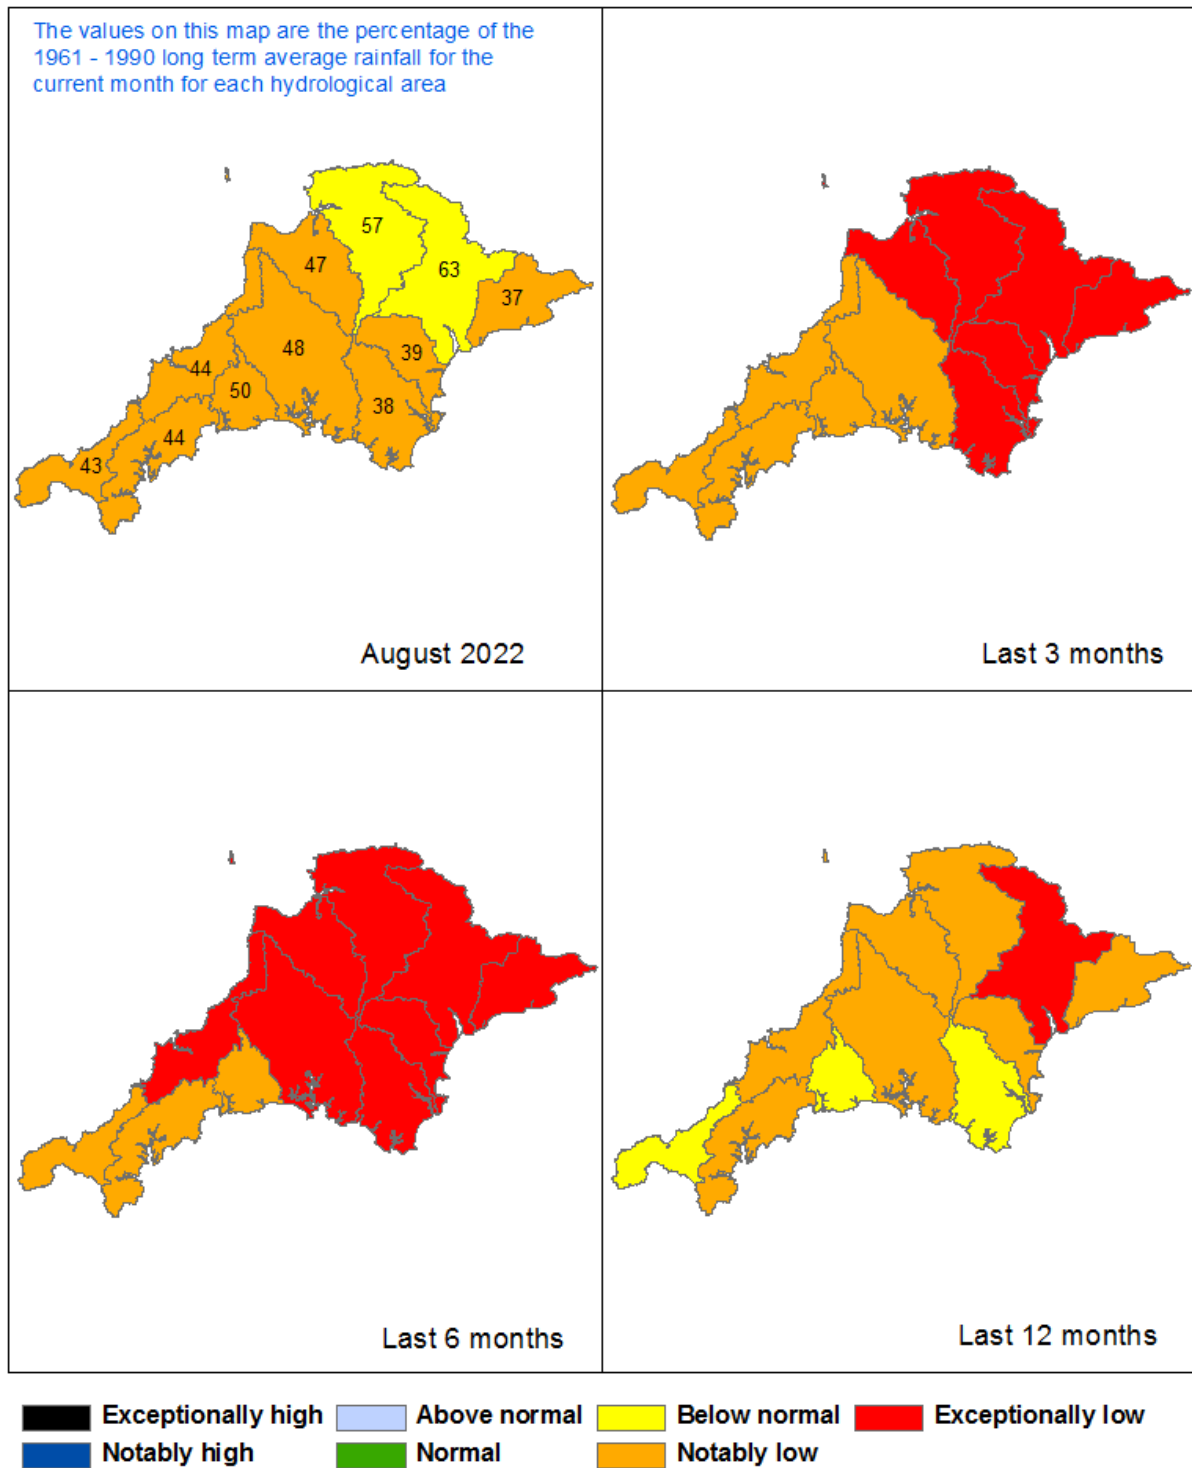 The values on this map are the percentage of the
1961 - 1990 long term average rainfall for the
current month for each hydrological area
57
47
63
37
48
39
44
50
38
44
43
August 2022
Last 3 months
Last 6 months
Last 12 months
Exceptionally high
Above normal
Below normal
Exceptionally low
Notably high
Normal
Notably low